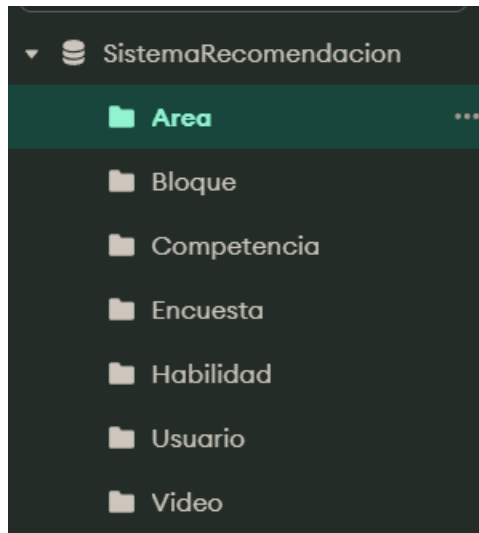 SistemaRecomendacion
Area
Bloque
Competencia
Encuesta
Habilidad
Usuario
Video